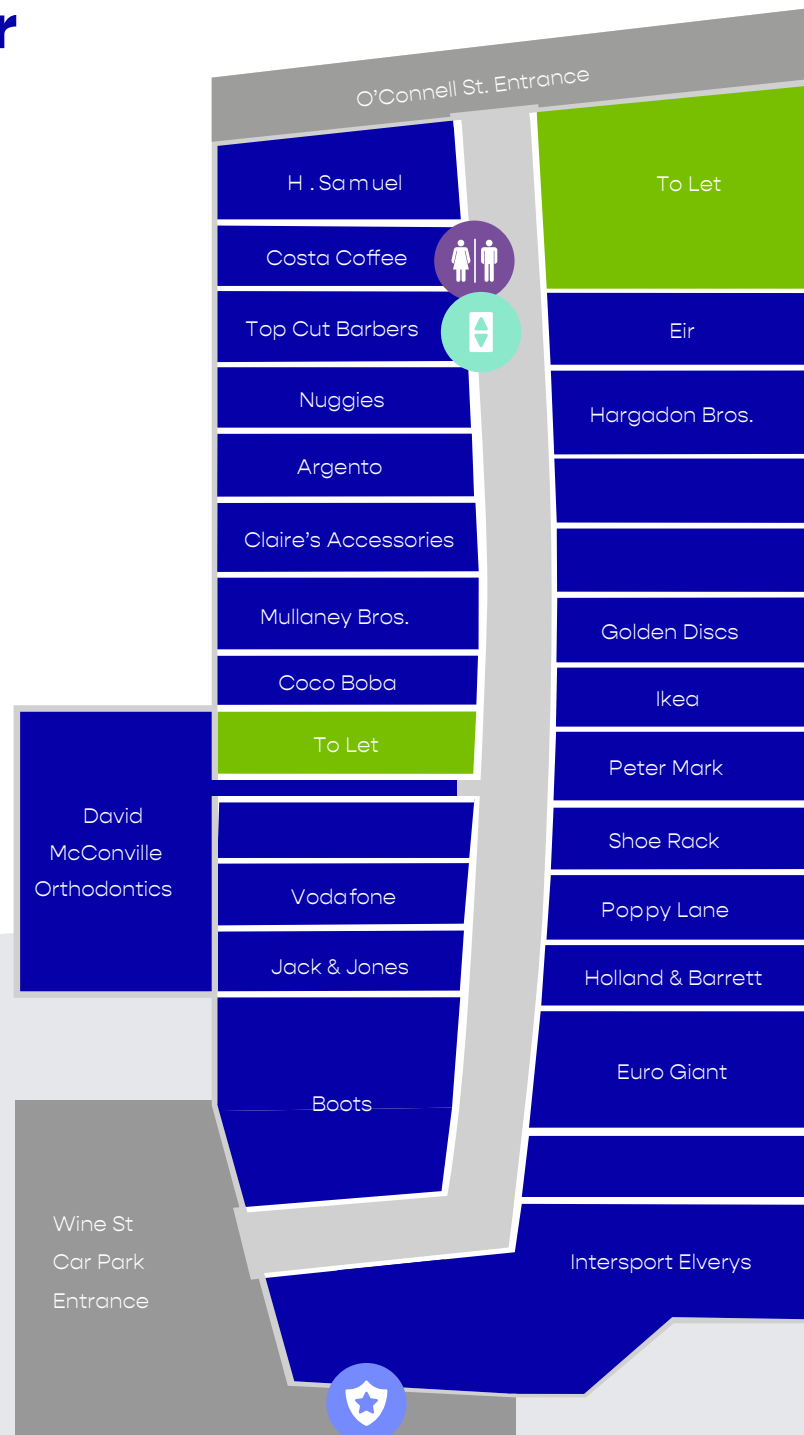 r
O'Connell St. Entrance
H.Samuel
To Let
Costa Coffee
Top Cut Barbers
Eir
Nuggies
Hargadon Bros.
Argento
Claire's Accessories
Mullaney Bros.
Golden Discs
Coco Boba
Ikea
To Let
Peter Mark
David
McConville
Orthodontics
Shoe Rack
Vodafone
Poppy Lane
Jack & Jones
Holland & Barrett
Euro Giant
Boots
Wine St
Car Park
Entrance
Intersport Elverys